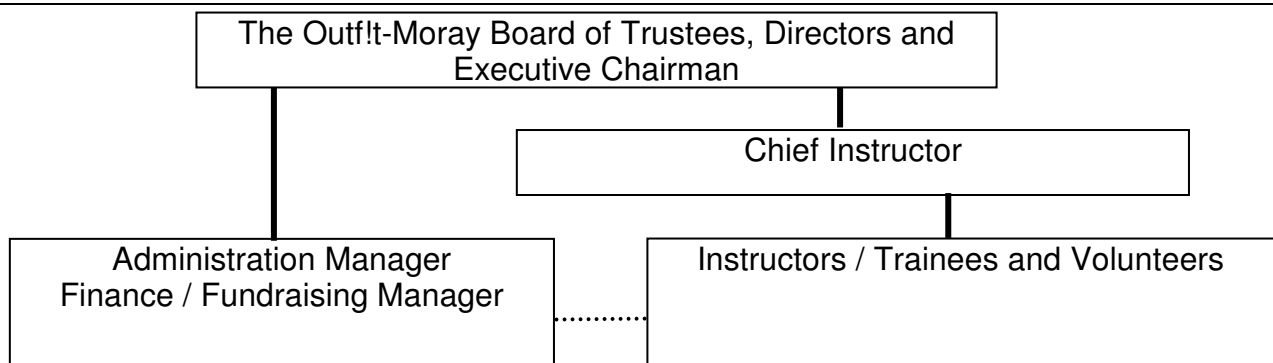 The Outf!t-Moray Board of Trustees, Directors and
Executive Chairman
Chief Instructor
Administration Manager
Finance / Fundraising Manager
Instructors / Trainees and Volunteers